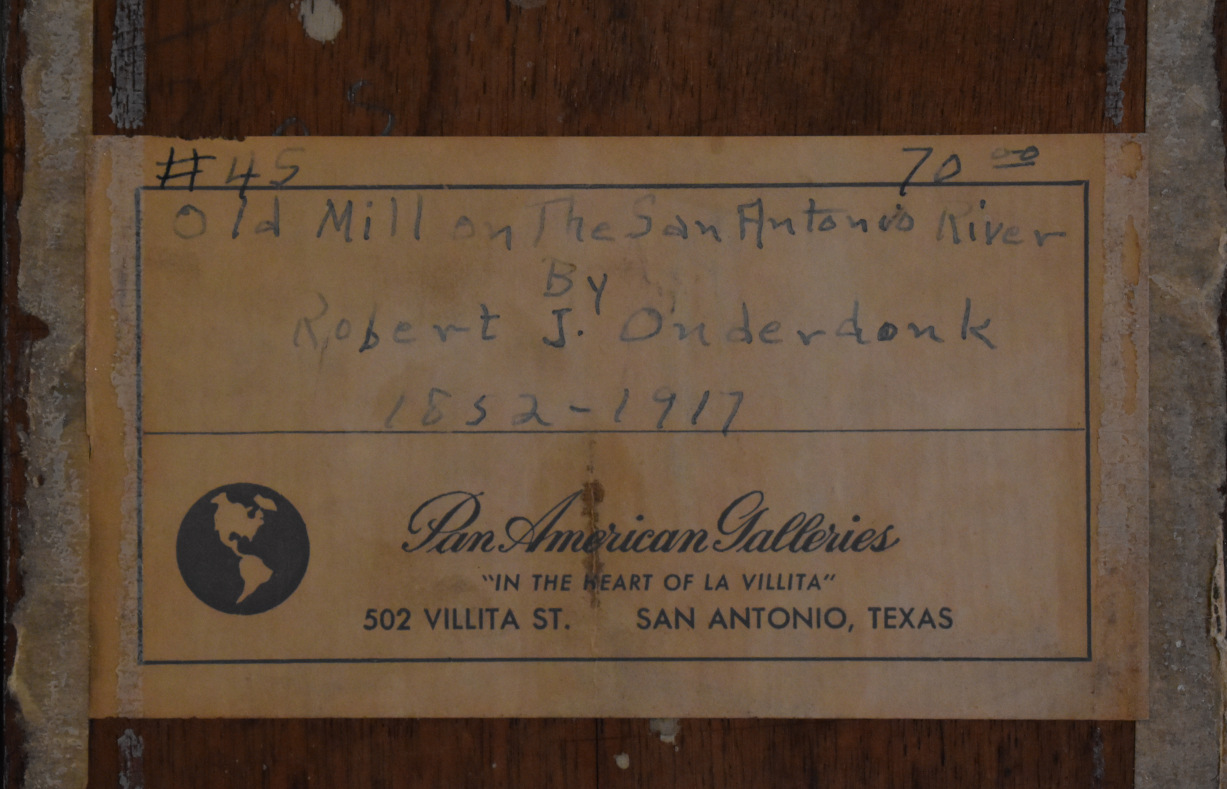 #45 70 00
Old Mill on The San Antonio River
By
Robert J. Onderdonk
1852-1917
Pan American Galleries
"IN THE HEART OF LA VILLITA"
502 VILLITA ST. SAN ANTONIO, TEXAS